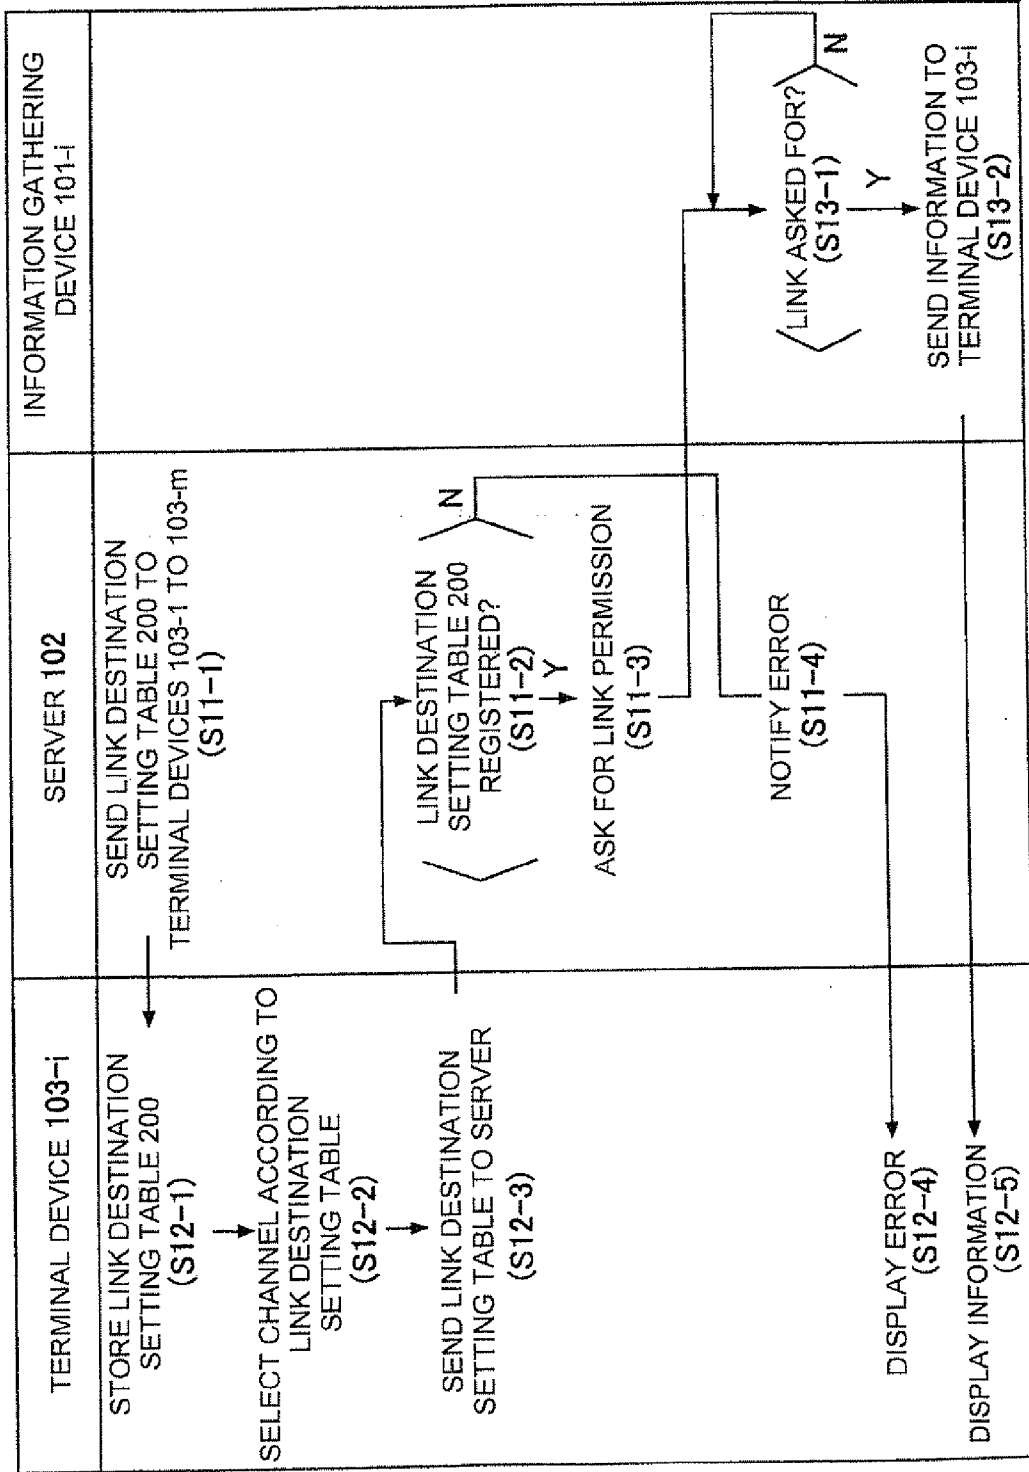 TERMINAL DEVICE 103-i
SERVER 102
INFORMATION GATHERING
DEVICE 101-i
STORE LINK DESTINATION
SETTING TABLE 200
(S12-1)
SELECT CHANNEL ACCORDING TO
LINK DESTINATION
SETTING TABLE
(S12-2)
SEND LINK DESTINATION
SETTING TABLE TO SERVER
(S12-3)
DISPLAY ERROR
(S12-4)
DISPLAY INFORMATION
(S12-5)
SEND LINK DESTINATION
SETTING TABLE 200 TO
TERMINAL DEVICES 103-1 TO 103-m
(S11-1)
LINK DESTINATION
SETTING TABLE 200
REGISTERED?
(S11-2)
N
Y
ASK FOR LINK PERMISSION
(S11-3)
NOTIFY ERROR
(S11-4)
LINK ASKED FOR?
(S13-1)
N
Y
SEND INFORMATION TO
TERMINAL DEVICE 103-i
(S13-2)